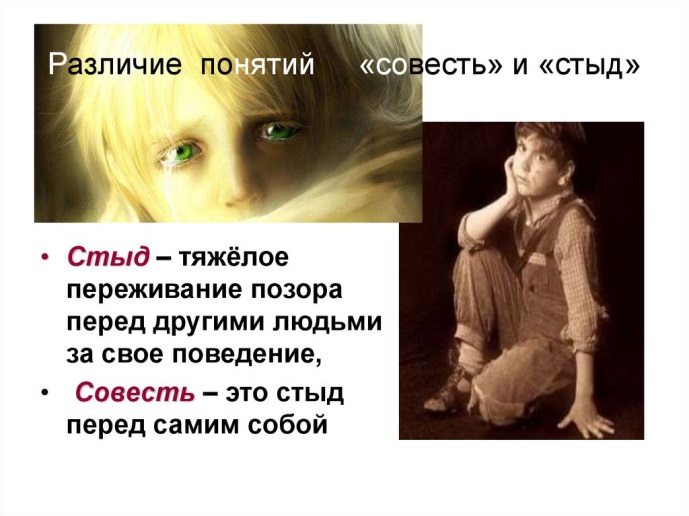 Различие понятий «совесть» и «стыд»
• Стыд – тяжёлое
переживание позора
перед другими людьми
за свое поведение,
• Совесть – это стыд
перед самим собой